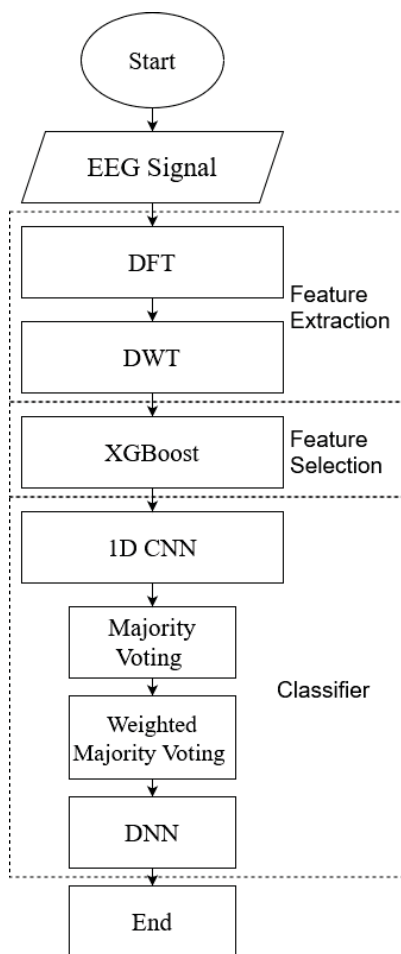 Start
EEG Signal
DFT
Feature
Extraction
DWT
XGBoost
Feature
Selection
1D CNN
Majority
Voting
Weighted
Majority Voting
Classifier
DNN
End